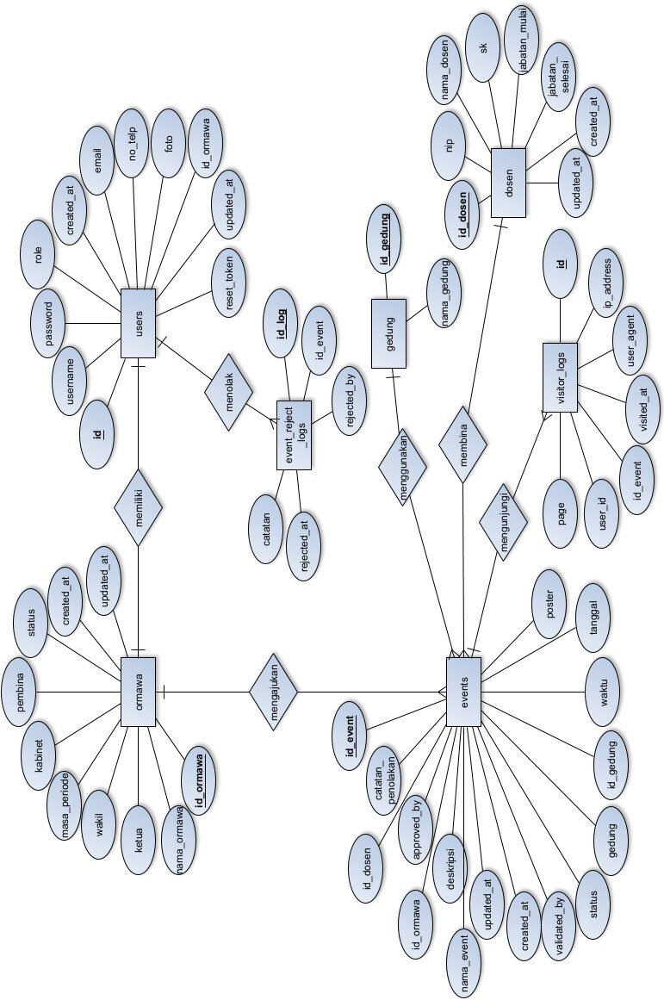 pembina
kabinet
status
masa_periode
created_at
wakil
updated_at
ketua
ormawa
nama_ormawa
id_ormawa
memiliki
role
password
username
created_at
id
email
no_telp
users
foto
id_ormawa
updated_at
reset_token
menolak
catatan
id_log
event_reject
_logs
id_event
rejected_at
rejected_by
mengajukan
id_event
catatan_
penolakan
id_dosen
approved_by
id_ormawa
deskripsi
nama_event
events
updated_at
created_at
validated_by
status
gedung
id_gedung
waktu
tanggal
poster
menggunakan
gedung
id_gedung
nama_gedung
membina
id_dosen
nip
nama_dosen
sk
jabatan_mulai
dosen
jabatan_
selesai
created_at
updated_at
mengunjungi
page
visitor_logs
id
user_id
ip_address
id_event
user_agent
visited_at